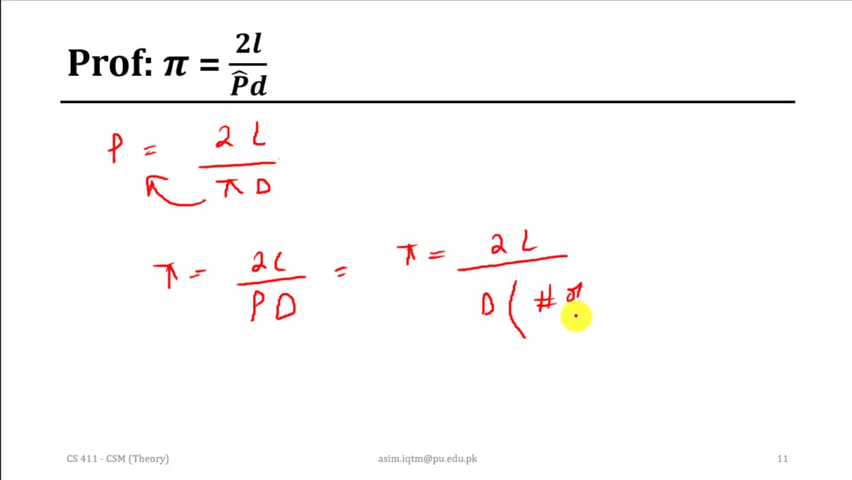 Prof: π = 2l / P̂d
P = 2L / πD
π = 2L / PD = π = 2L / D( #
CS 411 - CSM (Theory) asim.iqtm@pu.edu.pk 11